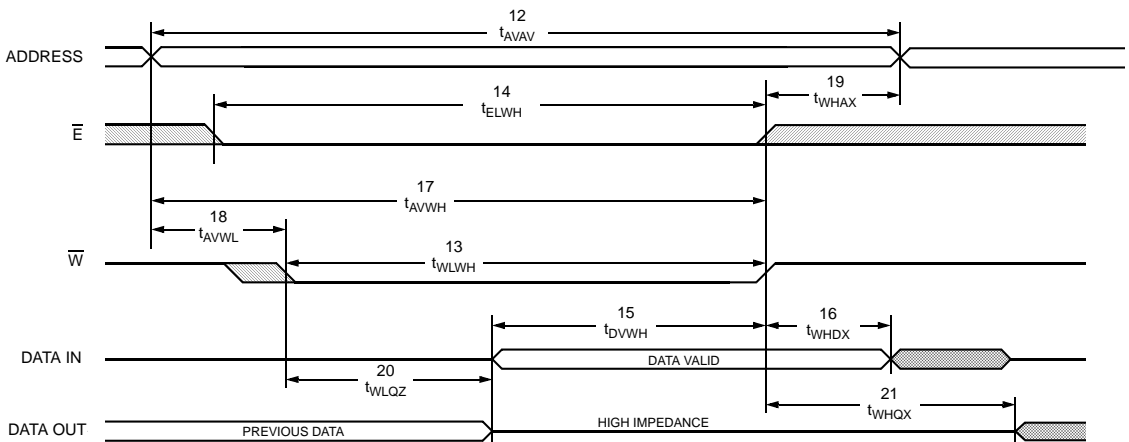 12
tAVAV
ADDRESS
19
tWHAX
14
tELWH
E
17
tAVWH
18
tAVWL
13
tWLWH
W
15
tDVWH
16
tWHDX
DATA IN
DATA VALID
20
tWLQZ
21
tWHQX
DATA OUT
PREVIOUS DATA
HIGH IMPEDANCE